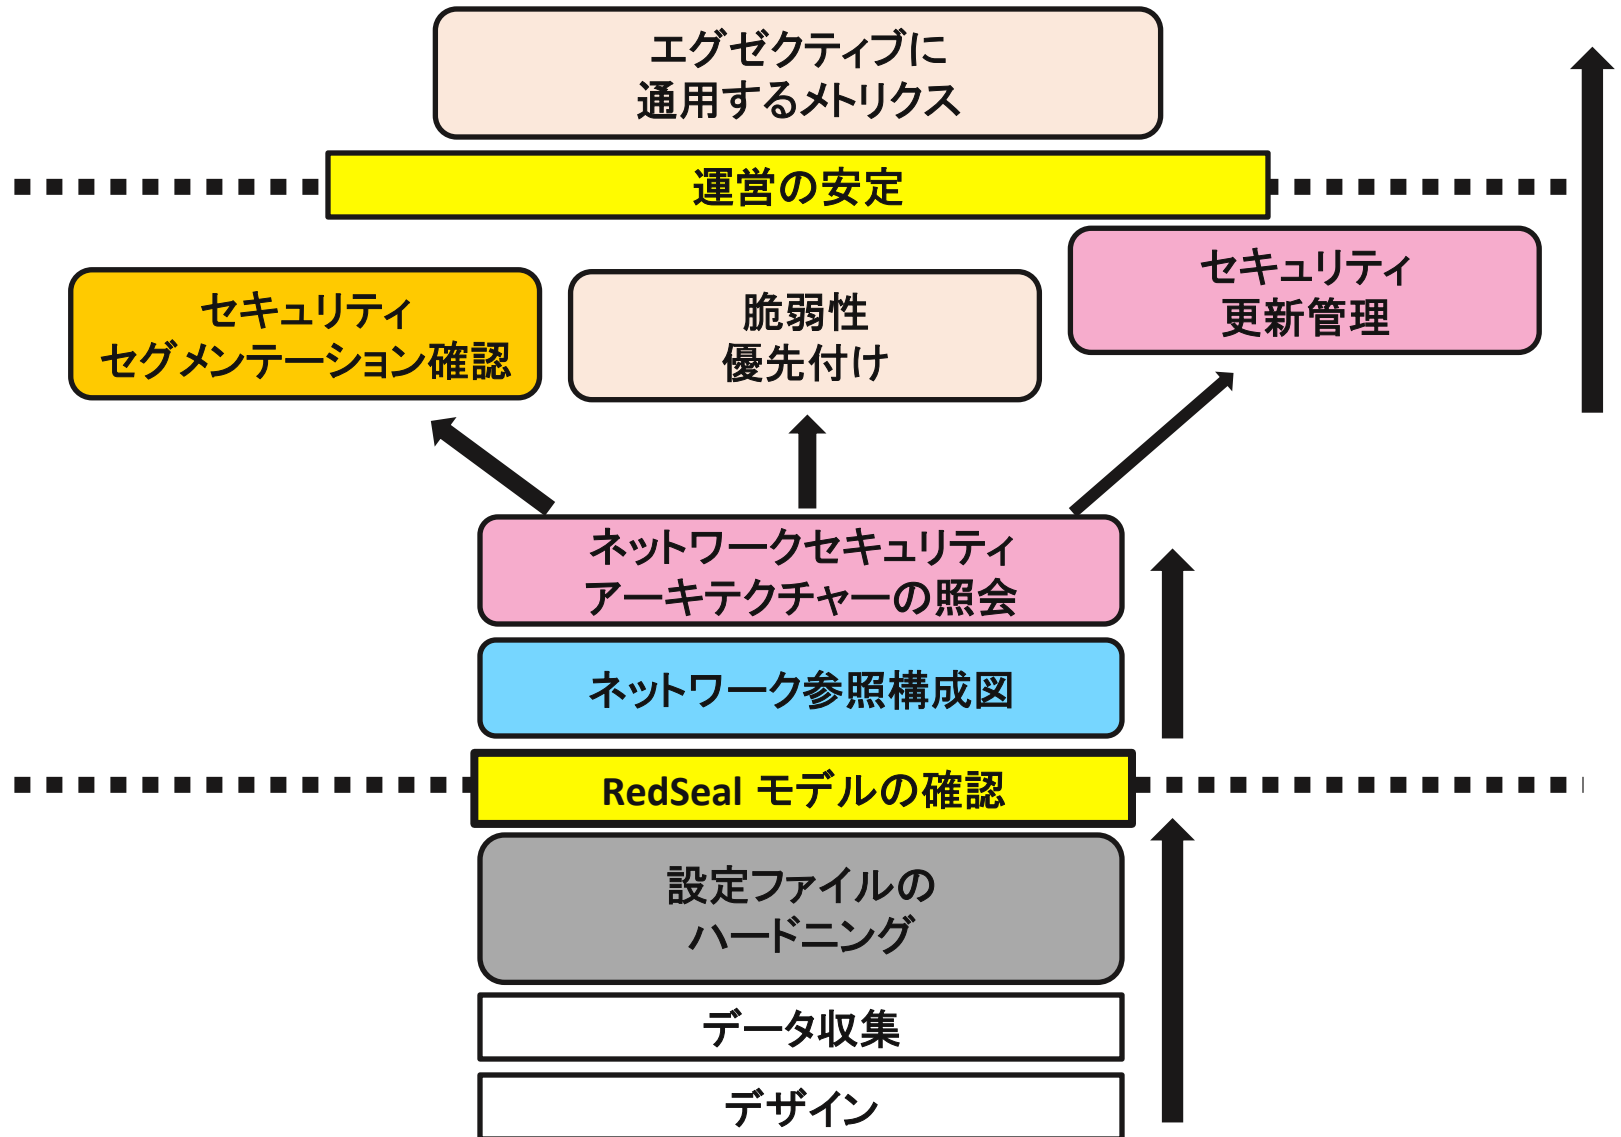 エグゼクティブに
通用するメトリクス
運営の安定
セキュリティ
セグメンテーション確認
脆弱性
優先付け
セキュリティ
更新管理
ネットワークセキュリティ
アーキテクチャーの照会
ネットワーク参照構成図
RedSeal モデルの確認
設定ファイルの
ハードニング
データ収集
デザイン